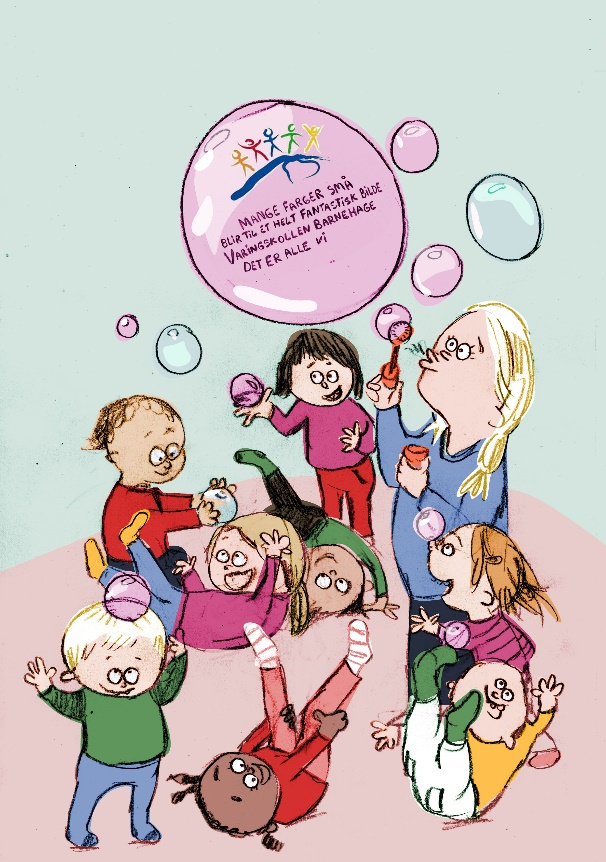 MANGE FARGER SMÅ
BLIR TIL ET HELT FANTASTISK BILDE
VARINGSKOLLEN BARNEHAGE
DET ER ALLE VI